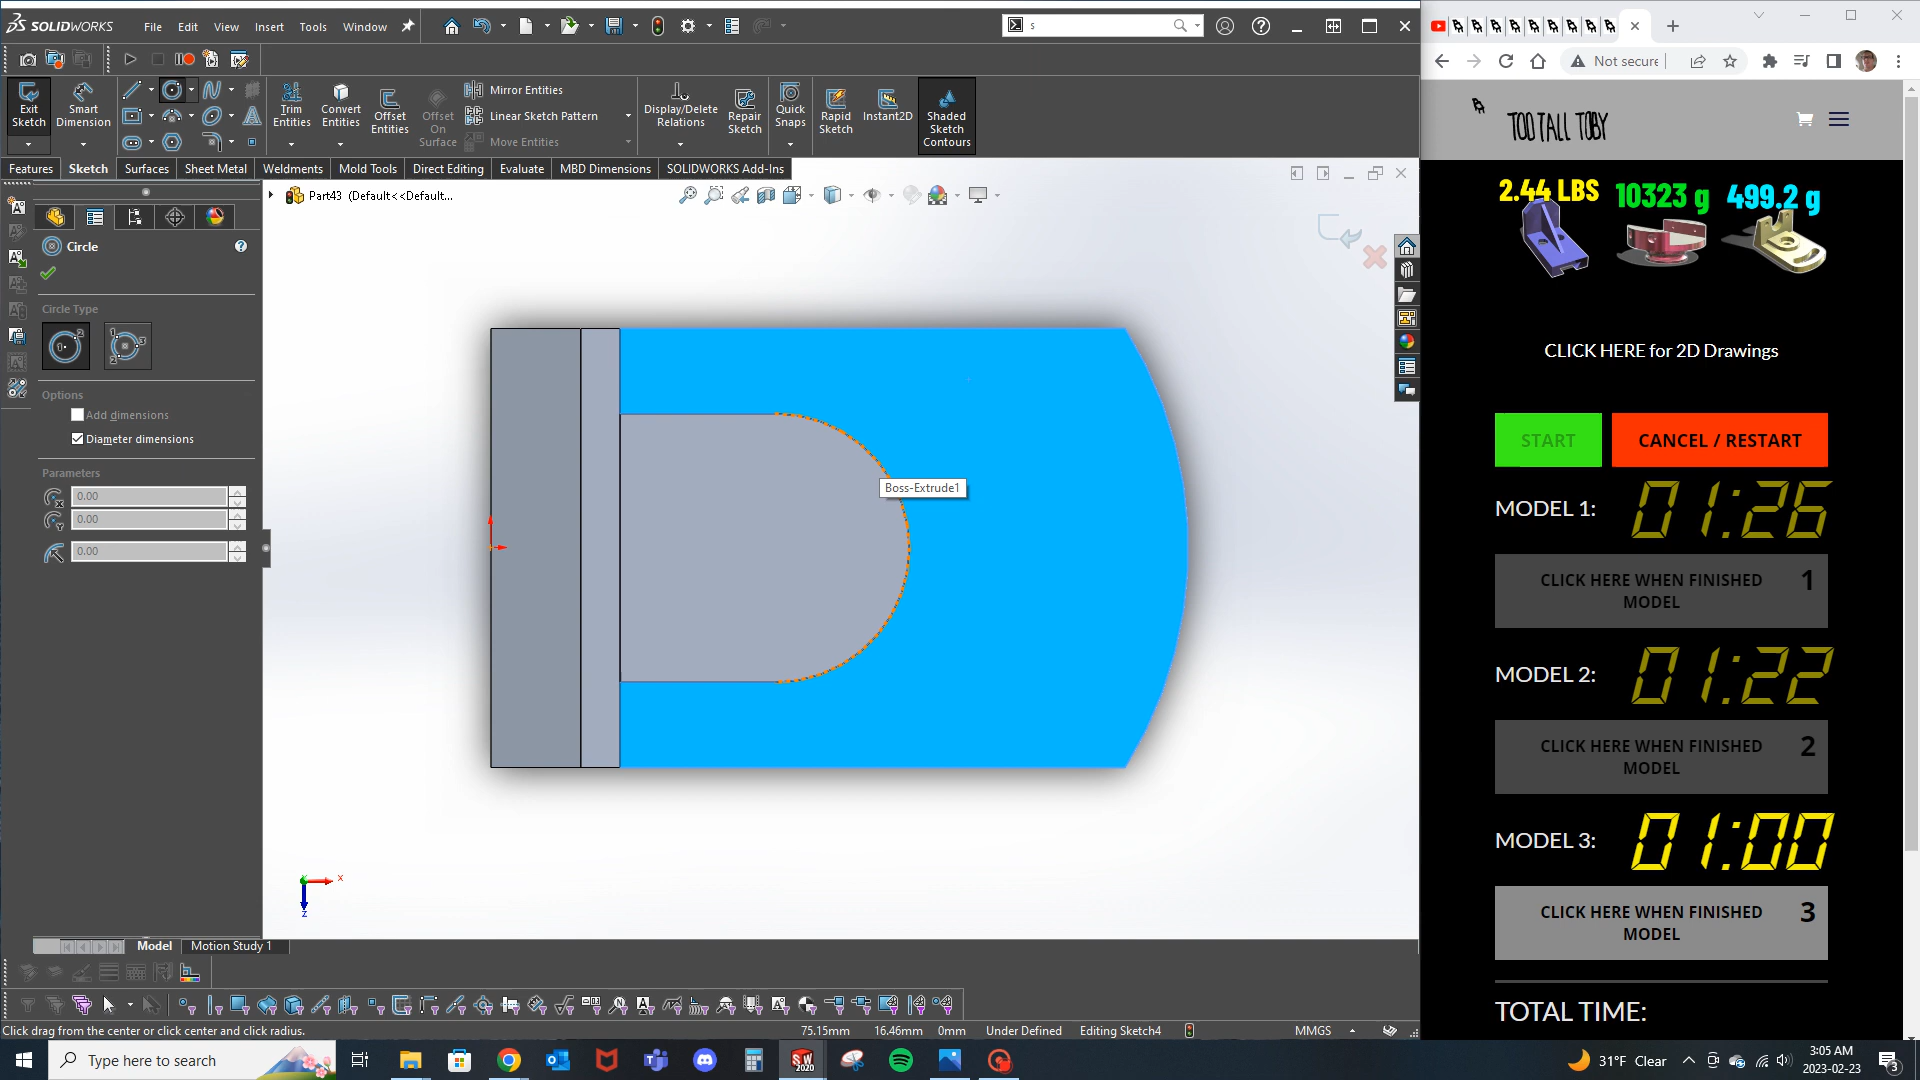 SOLIDWORKS File Edit View Insert Tools Window s
Exit Sketch
Smart Dimension
Trim Entities
Convert Entities
Offset Entities
Offset On Surface
Mirror Entities
Linear Sketch Pattern
Move Entities
Display/Delete Relations
Repair Sketch
Quick Snaps
Rapid Sketch
Instant2D
Shaded Sketch Contours
Features Sketch Surfaces Sheet Metal Weldments Mold Tools Direct Editing Evaluate MBD Dimensions SOLIDWORKS Add-Ins
Part43 (Default<<Default...
Circle
Circle Type
Options
Add dimensions
Diameter dimensions
Parameters
0.00
0.00
0.00
Boss-Extrude1
x
z
Model Motion Study 1
Click drag from the center or click center and click radius. 75.15mm 16.46mm 0mm Under Defined Editing Sketch4 MMGS
Type here to search
SW 2020
31°F Clear
3:05 AM
2023-02-23
3
Not secure
TOO TALL TOBY
2.44 LBS 10323 g 499.2 g
CLICK HERE for 2D Drawings
START CANCEL / RESTART
MODEL 1: 01:26
CLICK HERE WHEN FINISHED MODEL 1
MODEL 2: 01:22
CLICK HERE WHEN FINISHED MODEL 2
MODEL 3: 01:00
CLICK HERE WHEN FINISHED MODEL 3
TOTAL TIME: